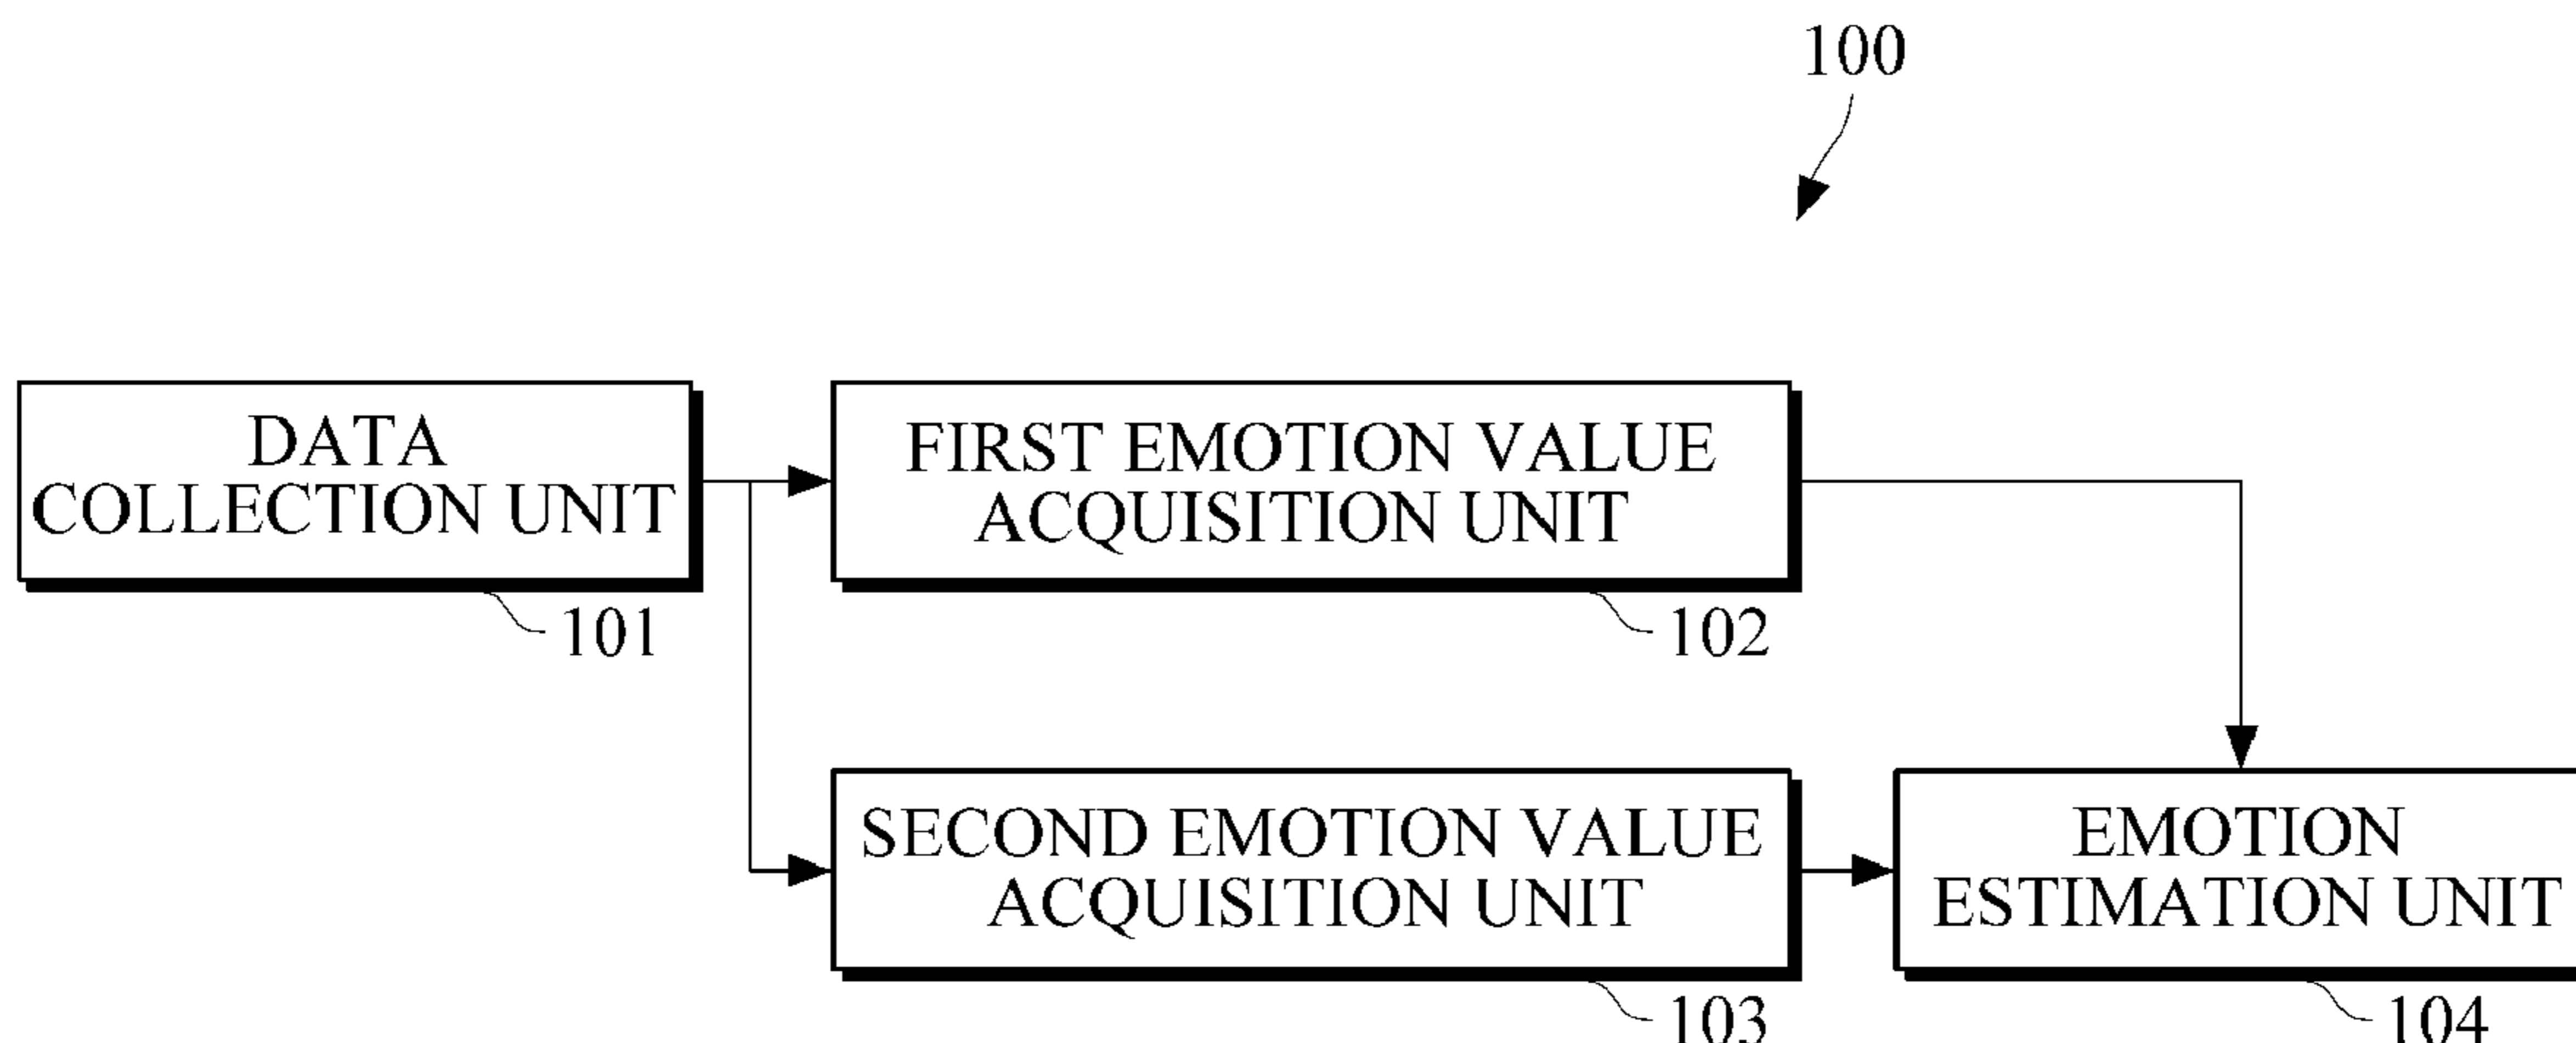 100
DATA
COLLECTION UNIT
101
FIRST EMOTION VALUE
ACQUISITION UNIT
102
SECOND EMOTION VALUE
ACQUISITION UNIT
103
EMOTION
ESTIMATION UNIT
104